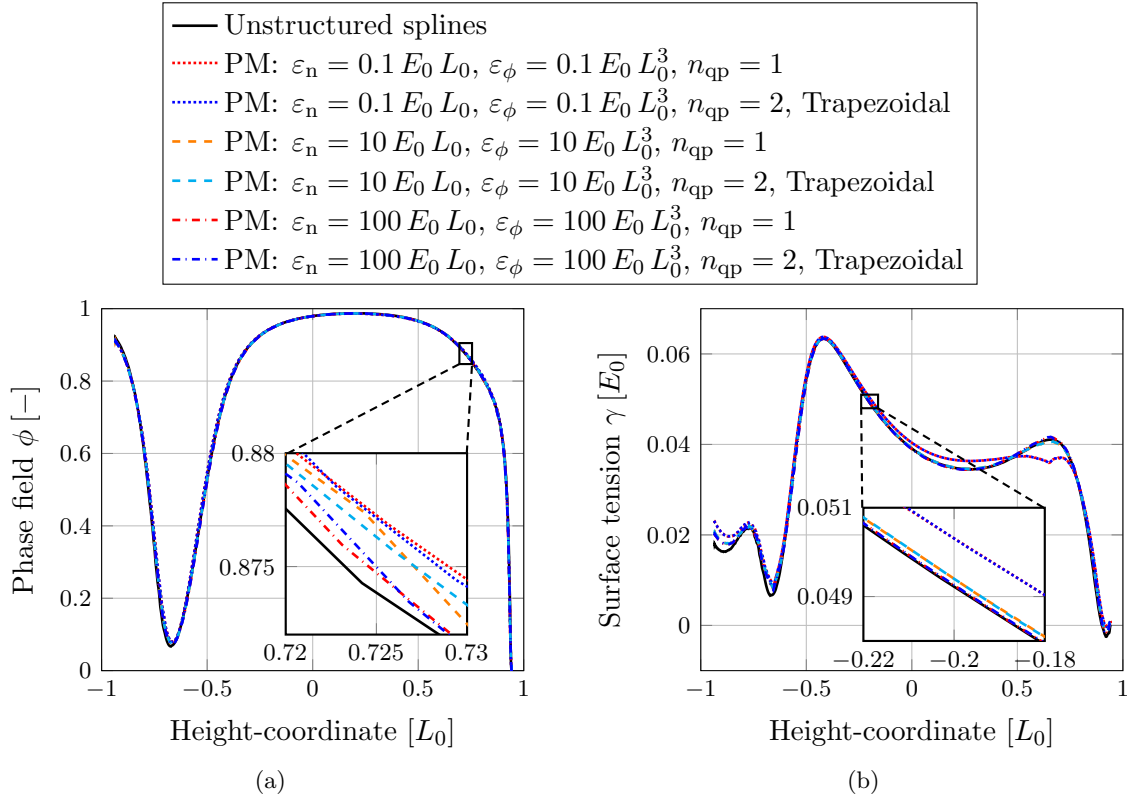 Unstructured splines
PM: εn = 0.1 E0 L0, εϕ = 0.1 E0 L0^3, nqp = 1
PM: εn = 0.1 E0 L0, εϕ = 0.1 E0 L0^3, nqp = 2, Trapezoidal
PM: εn = 10 E0 L0, εϕ = 10 E0 L0^3, nqp = 1
PM: εn = 10 E0 L0, εϕ = 10 E0 L0^3, nqp = 2, Trapezoidal
PM: εn = 100 E0 L0, εϕ = 100 E0 L0^3, nqp = 1
PM: εn = 100 E0 L0, εϕ = 100 E0 L0^3, nqp = 2, Trapezoidal
Phase field ϕ [−]
1
0.8
0.6
0.4
0.2
0
0.88
0.875
0.72
0.725
0.73
−1
−0.5
0
0.5
1
Height-coordinate [L0]
(a)
Surface tension γ [E0]
0.06
0.04
0.02
0
0.051
0.049
−0.22
−0.2
−0.18
−1
−0.5
0
0.5
1
Height-coordinate [L0]
(b)